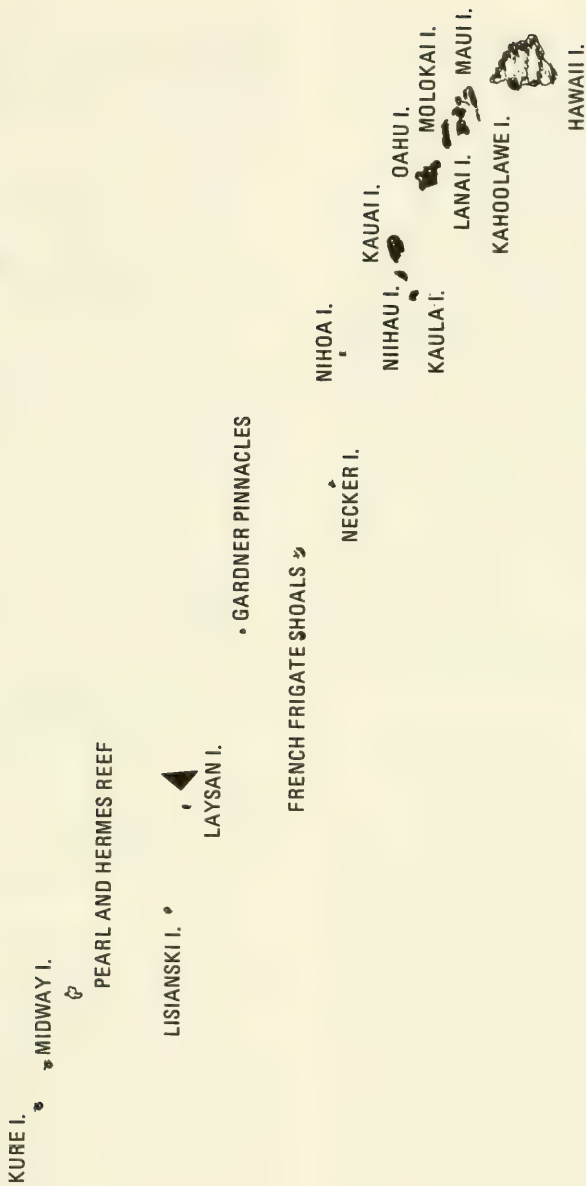 KURE I.
MIDWAY I.
PEARL AND HERMES REEF
LISIANSKI I.
LAYSAN I.
GARDNER PINNACLES
FRENCH FRIGATE SHOALS
NECKER I.
NIHOA I.
KAUAI I.
NIIHAU I.
KAULA I.
OAHU I.
MOLOKAI I.
MAUI I.
LANAI I.
KAHOOLAWE I.
HAWAII I.